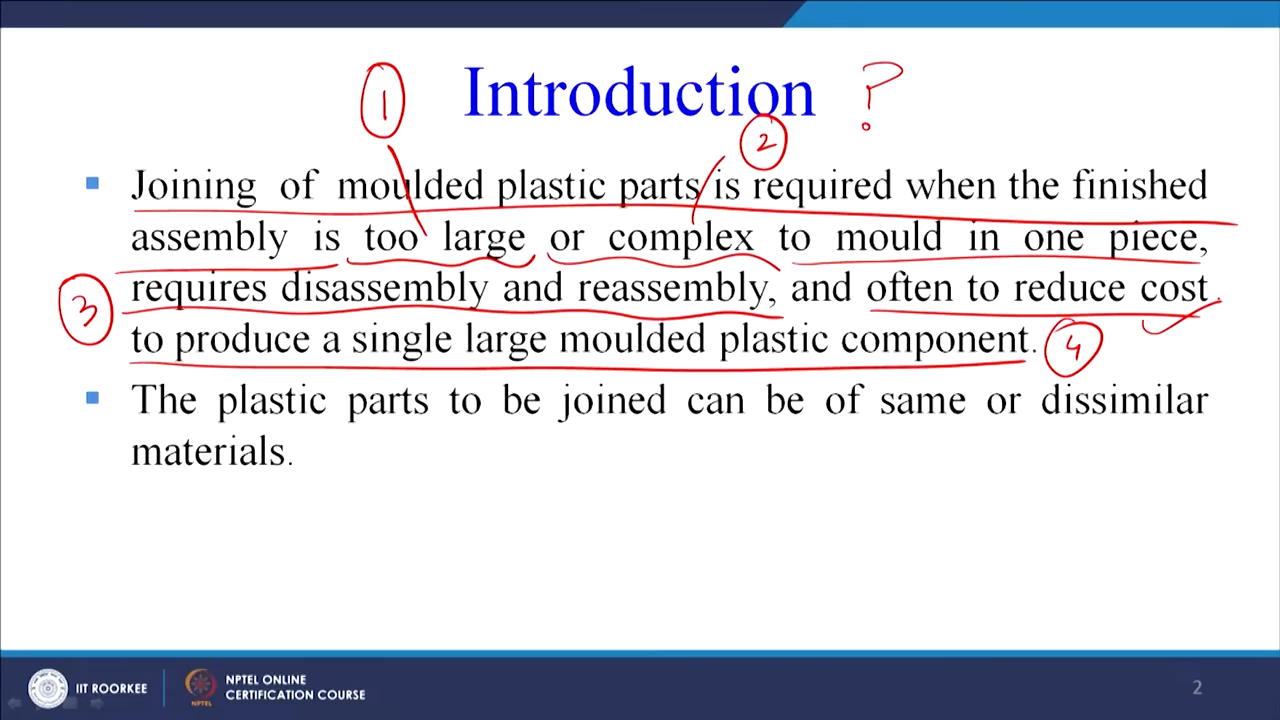 Introduction ?
1
2
Joining of moulded plastic parts is required when the finished
assembly is too large or complex to mould in one piece,
3
requires disassembly and reassembly, and often to reduce cost
to produce a single large moulded plastic component.
4
The plastic parts to be joined can be of same or dissimilar
materials.
IIT ROORKEE
NPTEL
NPTEL ONLINE
CERTIFICATION COURSE
2